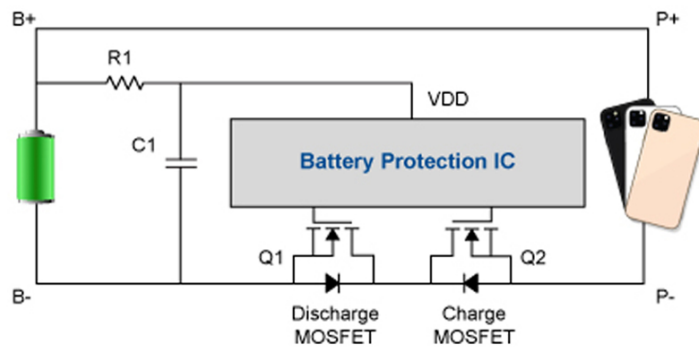 B+
P+
R1
VDD
C1
Battery Protection IC
Q1
Q2
B-
P-
Discharge
MOSFET
Charge
MOSFET